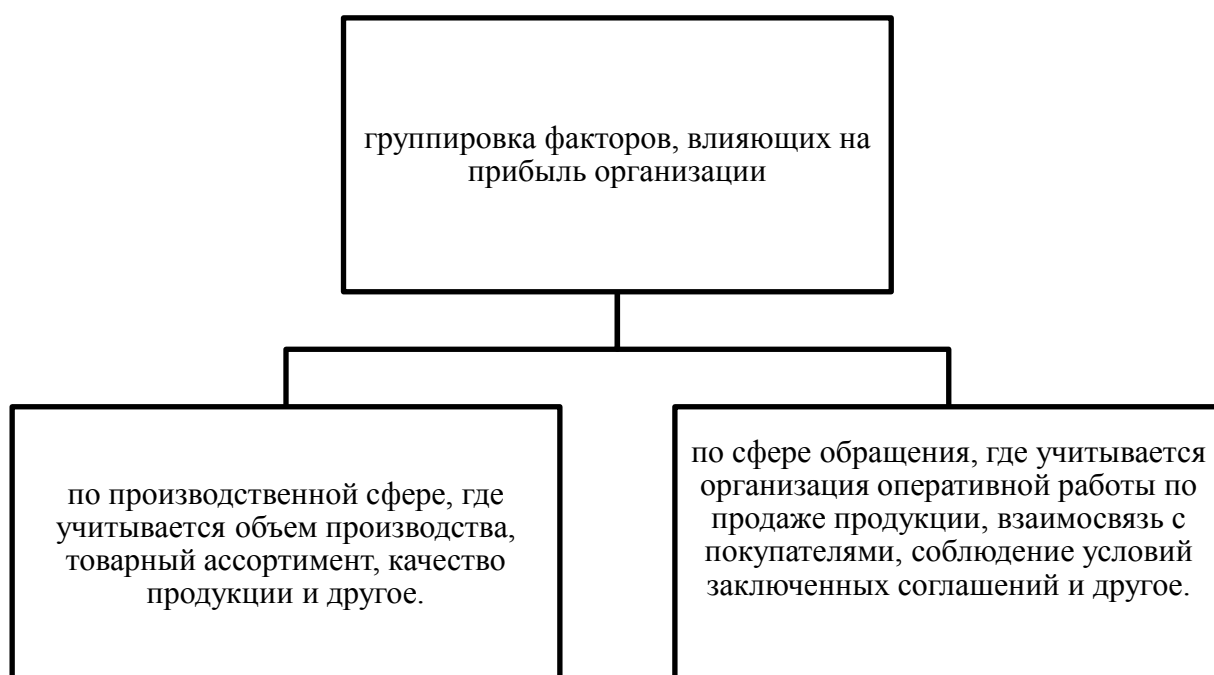 группировка факторов, влияющих на
прибыль организации
по производственной сфере, где
учитывается объем производства,
товарный ассортимент, качество
продукции и другое.
по сфере обращения, где учитывается
организация оперативной работы по
продаже продукции, взаимосвязь с
покупателями, соблюдение условий
заключенных соглашений и другое.